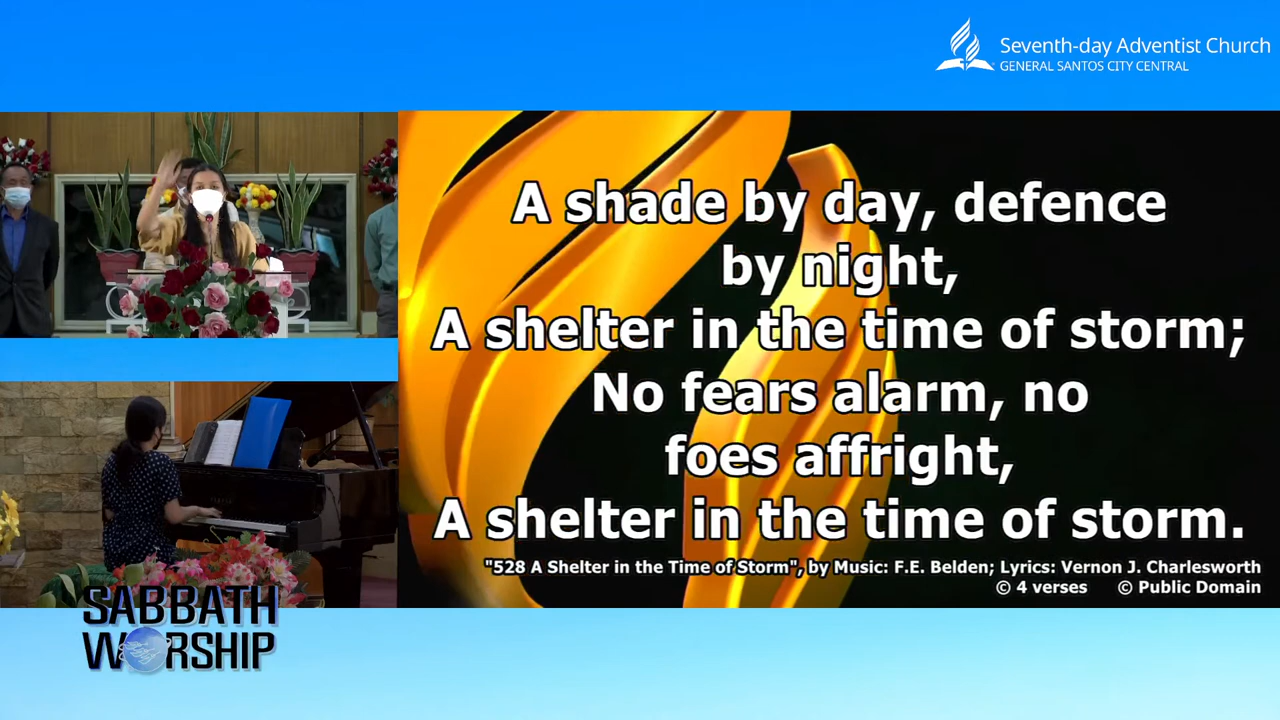 Seventh-day Adventist Church
GENERAL SANTOS CITY CENTRAL
A shade by day, defence
by night,
A shelter in the time of storm;
No fears alarm, no
foes affright,
A shelter in the time of storm.
"528 A Shelter in the Time of Storm", by Music: F.E. Belden; Lyrics: Vernon J. Charlesworth
© 4 verses © Public Domain
SABBATH
WORSHIP